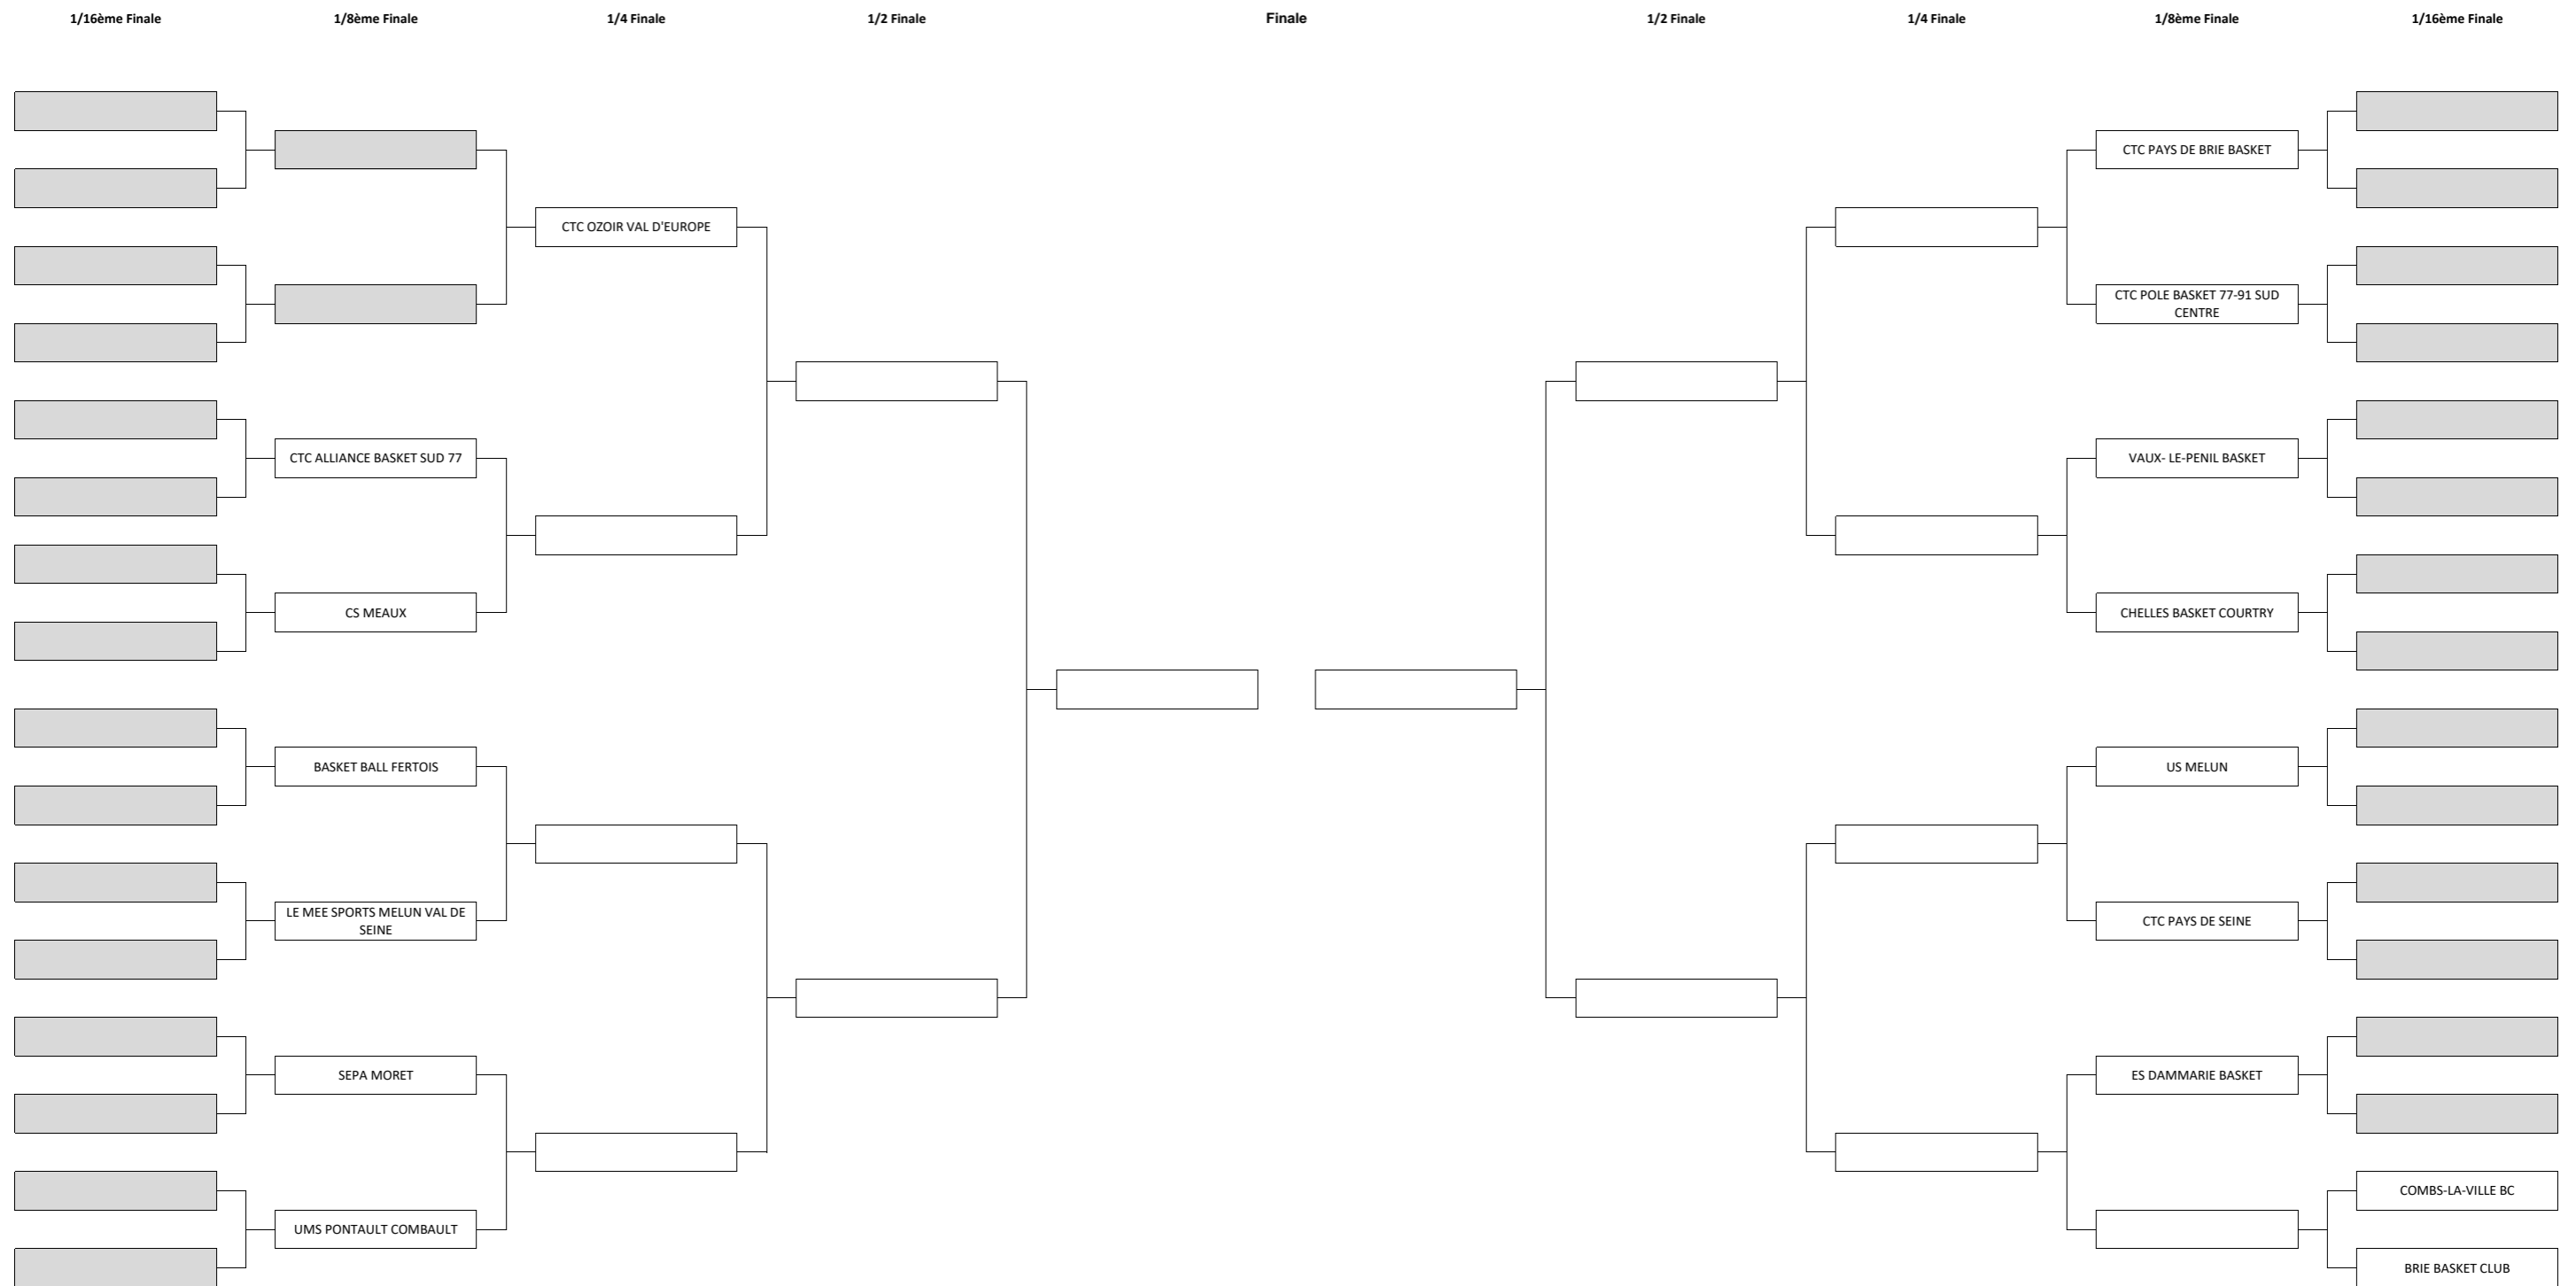 1/16ème Finale
1/8ème Finale
1/4 Finale
1/2 Finale
Finale
1/2 Finale
1/4 Finale
1/8ème Finale
1/16ème Finale
CTC PAYS DE BRIE BASKET
CTC OZOIR VAL D'EUROPE
CTC POLE BASKET 77-91 SUD
CENTRE
CTC ALLIANCE BASKET SUD 77
VAUX- LE-PENIL BASKET
CS MEAUX
CHELLES BASKET COURTRY
BASKET BALL FERTOIS
US MELUN
LE MEE SPORTS MELUN VAL DE
SEINE
CTC PAYS DE SEINE
SEPA MORET
ES DAMMARIE BASKET
COMBS-LA-VILLE BC
UMS PONTAULT COMBAULT
BRIE BASKET CLUB